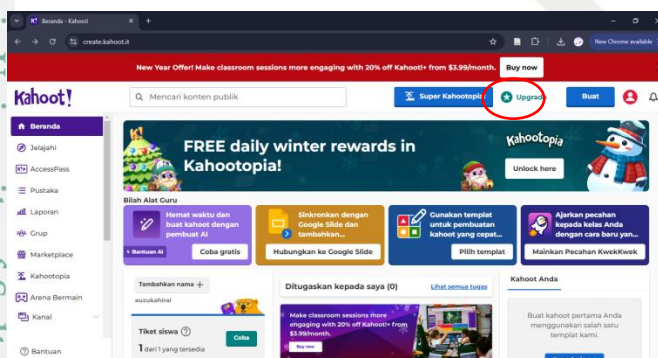 Beranda - Kahoot!
create.kahoot.it
New Chrome available
New Year Offer! Make classroom sessions more engaging with 20% off Kahoot!+ from $3.99/month.
Buy now
Kahoot!
Mencari konten publik
Super Kahootopia
Upgrade
Buat
Beranda
Jelajahi
AccessPass
Pustaka
Laporan
Grup
Marketplace
Kahootopia
Arena Bermain
Kanal
Bantuan
FREE daily winter rewards in
Kahootopia!
Kahootopia
Unlock here
Bilah Alat Guru
Hemat waktu dan
buat kahoot dengan
pembuat AI
Bantuan AI
Coba gratis
Sinkronkan dengan
Google Slide dan
tambahkan...
Hubungkan ke Google Slide
Gunakan templat
untuk pembuatan
kahoot yang cepat...
Pilih templat
Ajarkan pecahan
kepada kelas Anda
dengan cara baru yan...
Mainkan Pecahan KwekKwek
Tambahkan nama +
auzukahirai
Tiket siswa
1 dari 1 yang tersedia
Coba
Ditugaskan kepada saya (0)
Lihat semua tugas
Make classroom sessions more
engaging with 20% off Kahoot!+ from
$3.99/month.
Buy now
Kahoot Anda
Buat kahoot pertama Anda
menggunakan salah satu
templat kami.